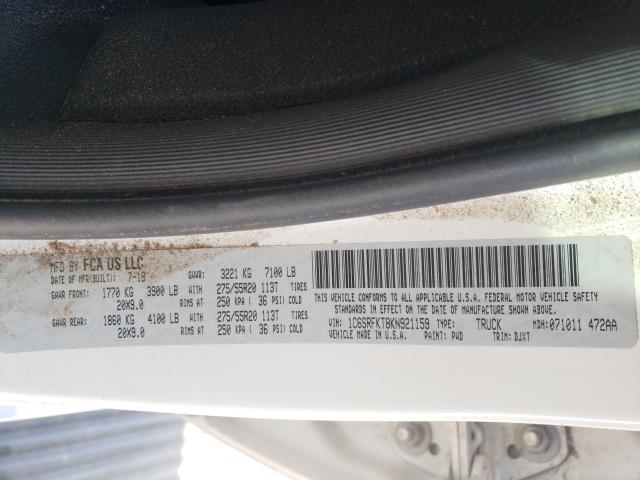 MFD BY FCA US LLC
DATE OF MFR(BUILT): 7-19 GVWR: 3221 KG 7100 LB
GAWR FRONT: 1770 KG 3900 LB WITH 275/55R20 113T TIRES
20X9.0 RIMS AT 250 KPA ( 36 PSI) COLD
GAWR REAR: 1860 KG 4100 LB WITH 275/55R20 113T TIRES
20X9.0 RIMS AT 250 KPA ( 36 PSI) COLD
THIS VEHICLE CONFORMS TO ALL APPLICABLE U.S.A. FEDERAL MOTOR VEHICLE SAFETY
STANDARDS IN EFFECT ON THE DATE OF MANUFACTURE SHOWN ABOVE.
VIN: 1C6SRFKT8KN921159 TYPE: TRUCK MDH: 071011 472AA
VEHICLE MADE IN U.S.A. PAINT: PWD TRIM: DJXT